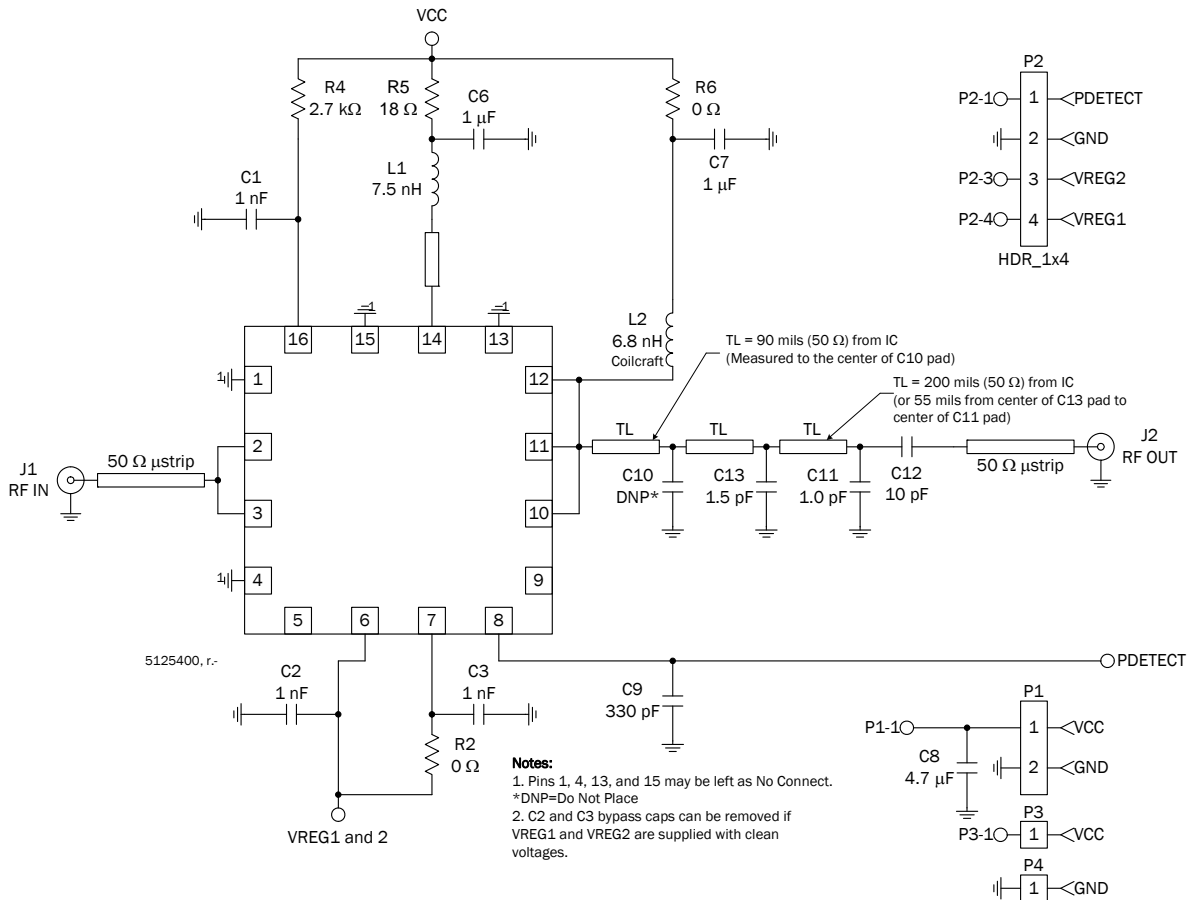 VCC
R4
2.7 kΩ
R5
18 Ω
C6
1 μF
R6
0 Ω
C7
1 μF
L1
7.5 nH
C1
1 nF
P2
P2-1
1
PDETECT
2
GND
P2-3
3
VREG2
P2-4
4
VREG1
HDR_1x4
L2
6.8 nH
Coilcraft
1
1
16
15
14
13
TL = 90 mils (50 Ω) from IC
(Measured to the center of C10 pad)
TL = 200 mils (50 Ω) from IC
(or 55 mils from center of C13 pad to
center of C11 pad)
1
1
12
J1
RF IN
50 Ω μstrip
2
11
TL
TL
TL
C10
DNP*
C13
1.5 pF
C11
1.0 pF
C12
10 pF
50 Ω μstrip
J2
RF OUT
3
10
1
4
9
5
6
7
8
5125400, r.-
C2
1 nF
C3
1 nF
R2
0 Ω
VREG1 and 2
C9
330 pF
PDETECT
Notes:
1. Pins 1, 4, 13, and 15 may be left as No Connect.
*DNP=Do Not Place
2. C2 and C3 bypass caps can be removed if
VREG1 and VREG2 are supplied with clean
voltages.
P1
P1-1
1
VCC
C8
4.7 μF
2
GND
P3
P3-1
1
VCC
P4
1
GND